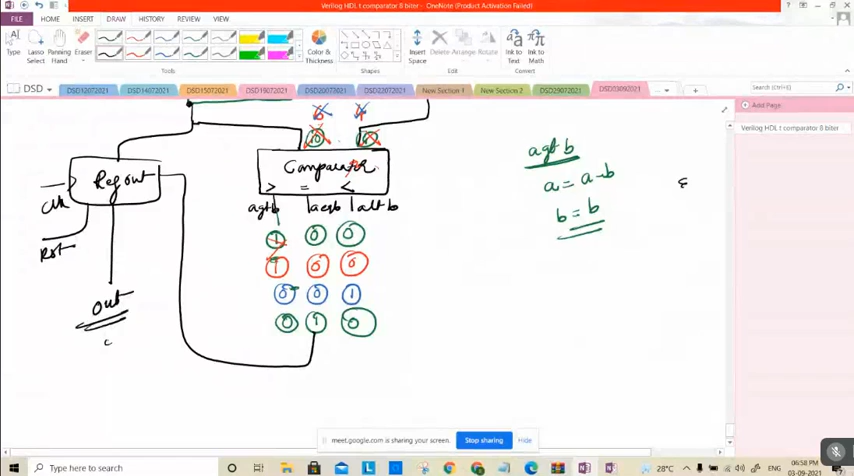 Verilog HDL t comparator 8 biter - OneNote (Product Activation Failed)
FILE HOME INSERT DRAW HISTORY REVIEW VIEW
Type Lasso Select Panning Hand Eraser
Color & Thickness
Arrange Rotate
Delete
Insert Space
Ink to Text
Ink to Math
Tools Shapes Edit Convert
DSD DSD12072021 DSD14072021 DSD15072021 DSD19072021 DSD20072021 DSD22072021 New Section 1 New Section 2 DSD29072021 DSD03092021
Search (Ctrl+E)
Add Page
Verilog HDL t comparator 8 biter
Comparator
> = <
agtb aeqb altb
1 0 0
1 0 0
0 0 1
0 1 0
Reg out
Clk
Rst
out
agtb
a = a-b
b = b
meet.google.com is sharing your screen. Stop sharing Hide
Type here to search
28°C
ENG
06:58 PM
03-09-2021